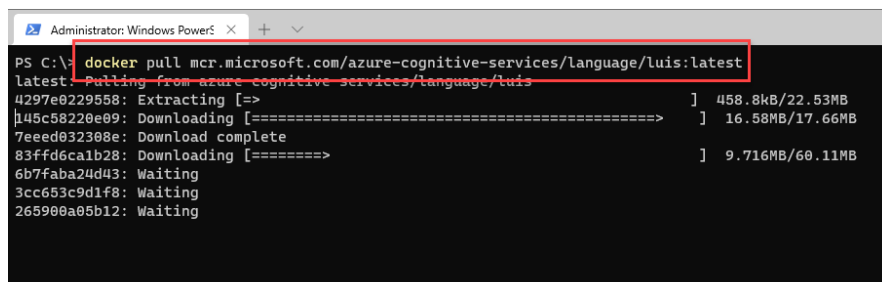 Administrator: Windows PowerS
PS C:\> docker pull mcr.microsoft.com/azure-cognitive-services/language/luis:latest
latest: Pulling from azure-cognitive-services/language/luis
4297e0229558: Extracting [=> ] 458.8kB/22.53MB
145c58220e09: Downloading [=============================================> ] 16.58MB/17.66MB
7eeed032308e: Download complete
83ffd6ca1b28: Downloading [========> ] 9.716MB/60.11MB
6b7faba24d43: Waiting
3cc653c9d1f8: Waiting
265900a05b12: Waiting